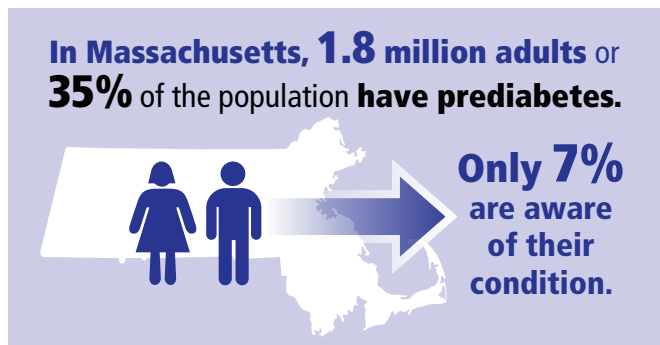 In Massachusetts, 1.8 million adults or
35% of the population have prediabetes.
Only 7%
are aware
of their
condition.